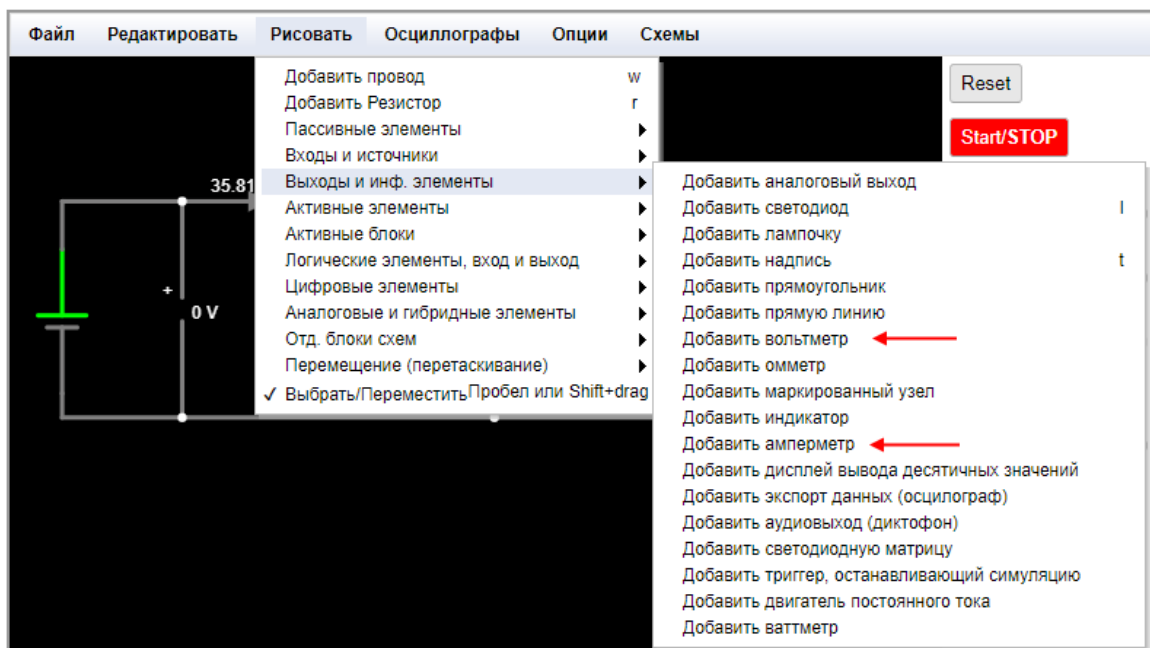 Файл Редактировать Рисовать Осциллографы Опции Схемы
Добавить провод w
Добавить Резистор r
Пассивные элементы
Входы и источники
Выходы и инф. элементы
Активные элементы
Активные блоки
Логические элементы, вход и выход
Цифровые элементы
Аналоговые и гибридные элементы
Отд. блоки схем
Перемещение (перетаскивание)
✓ Выбрать/Переместить Пробел или Shift+drag
Reset
Start/STOP
35.81
+
0 V
Добавить аналоговый выход
Добавить светодиод l
Добавить лампочку
Добавить надпись t
Добавить прямоугольник
Добавить прямую линию
Добавить вольтметр
Добавить омметр
Добавить маркированный узел
Добавить индикатор
Добавить амперметр
Добавить дисплей вывода десятичных значений
Добавить экспорт данных (осцилограф)
Добавить аудиовыход (диктофон)
Добавить светодиодную матрицу
Добавить триггер, останавливающий симуляцию
Добавить двигатель постоянного тока
Добавить ваттметр